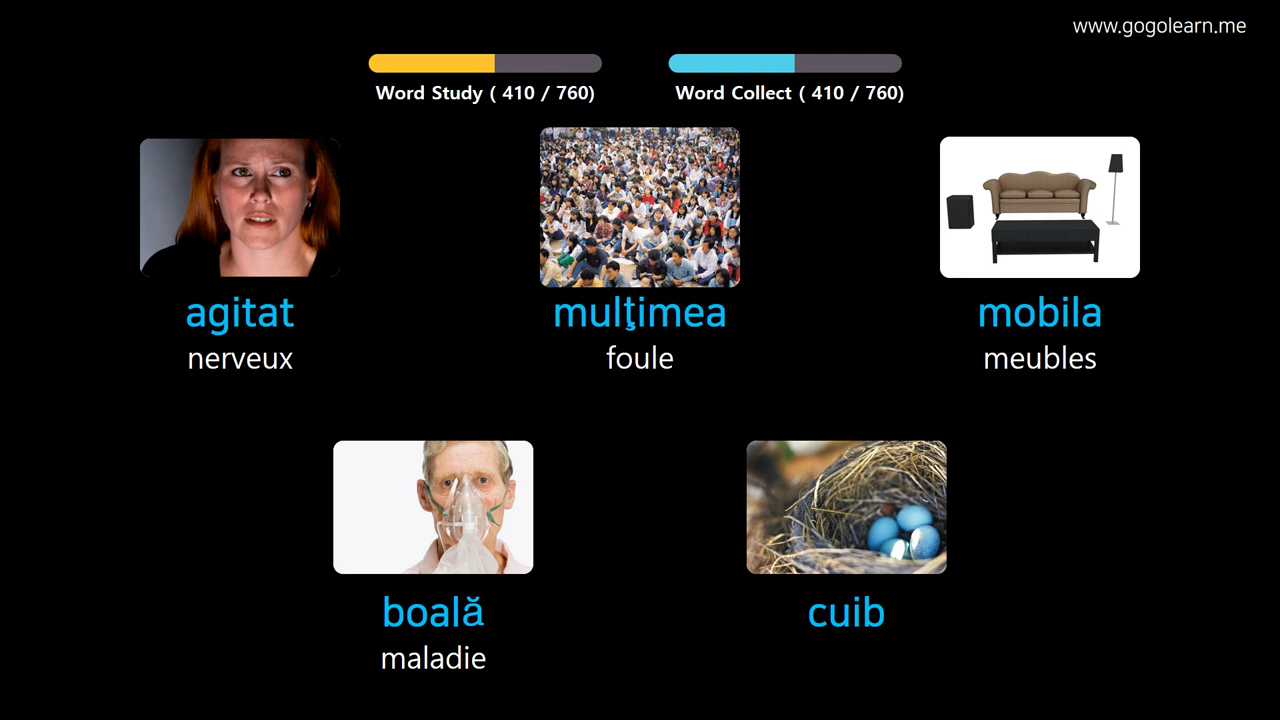 www.gogolearn.me
Word Study ( 410 / 760)
Word Collect ( 410 / 760)
agitat
nerveux
mulţimea
foule
mobila
meubles
boală
maladie
cuib